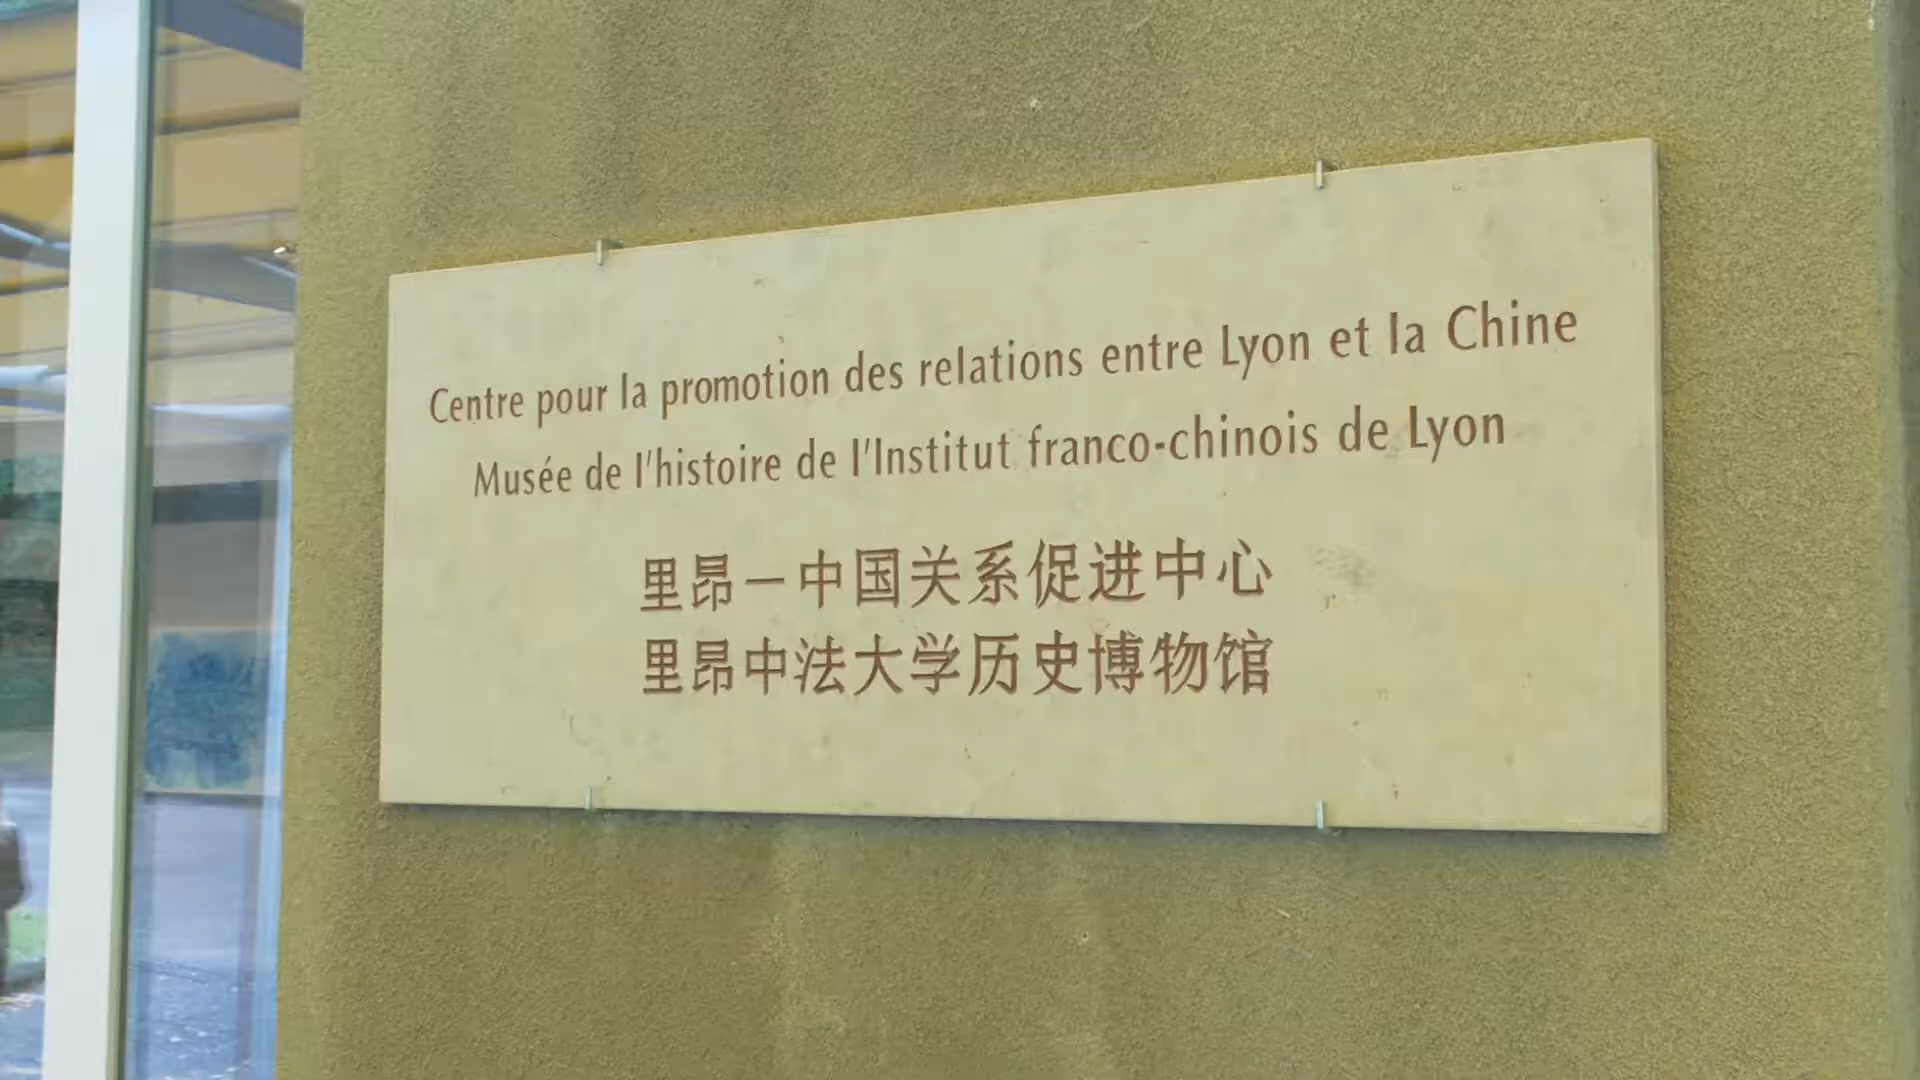 Centre pour la promotion des relations entre Lyon et la Chine
Musée de l'histoire de l'Institut franco-chinois de Lyon
里昂一中国关系促进中心
里昂中法大学历史博物馆